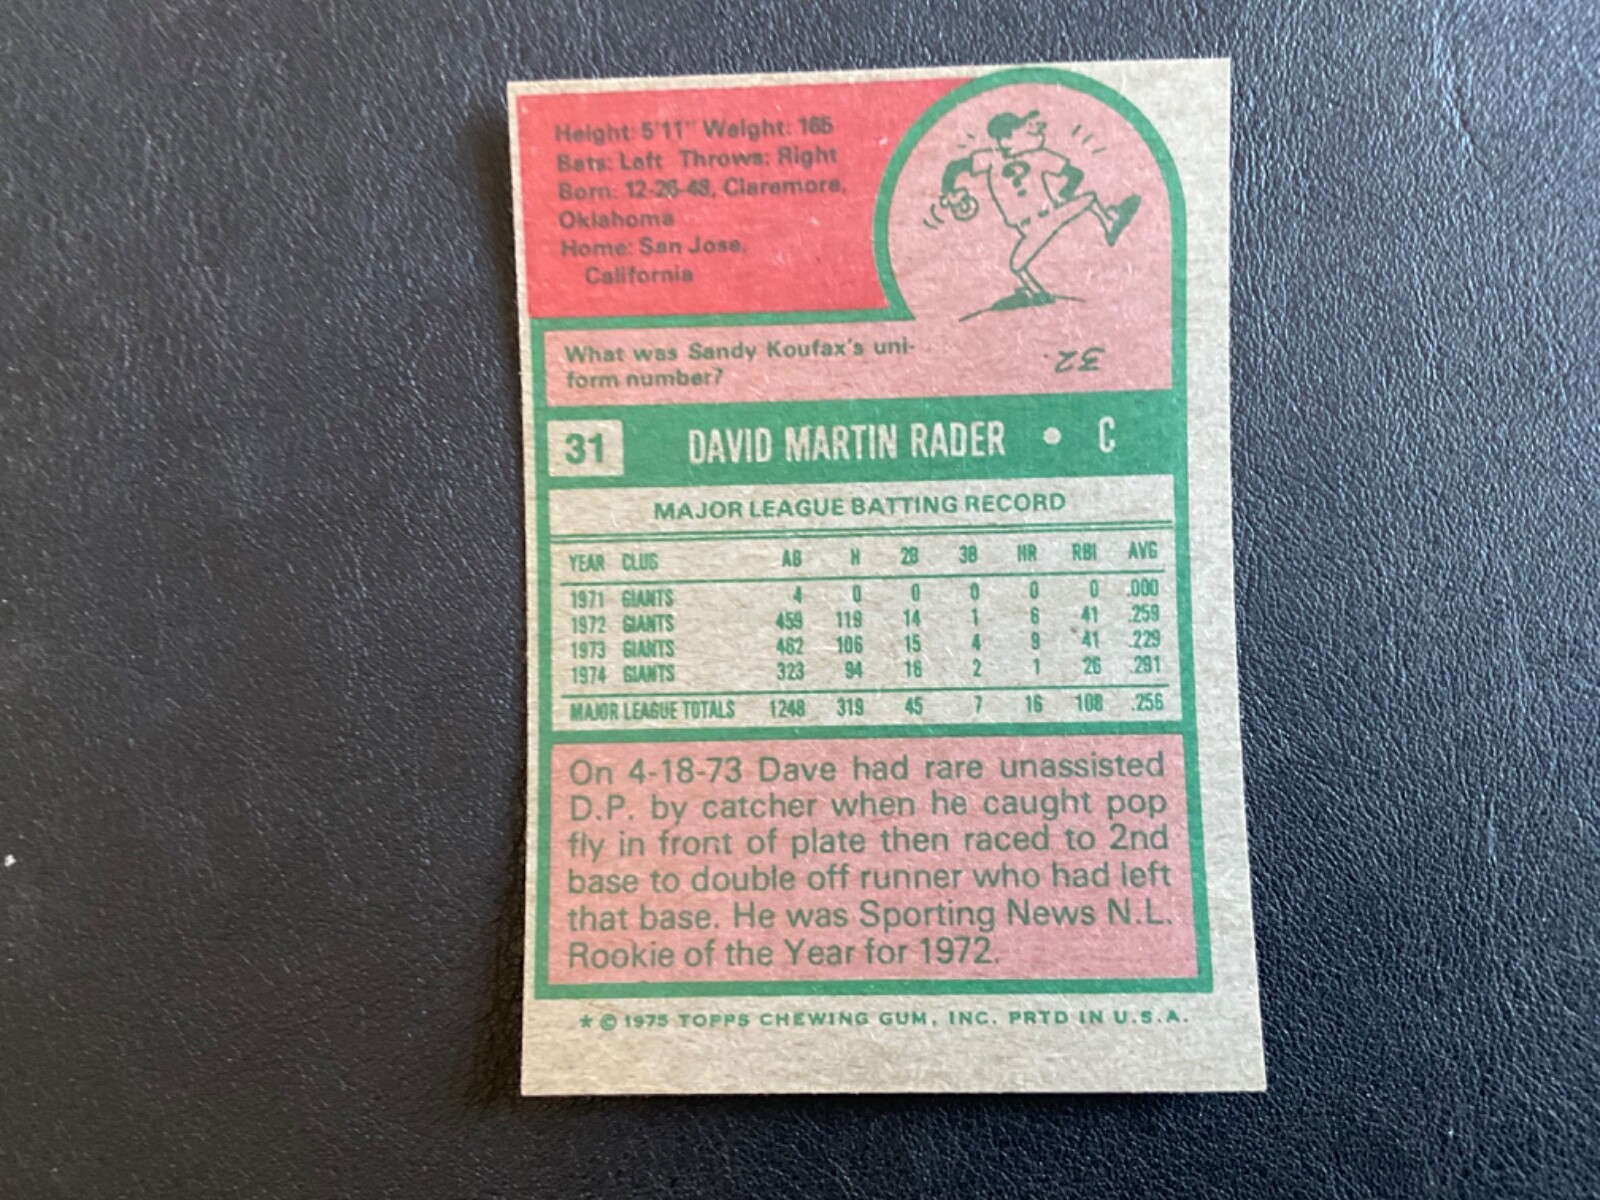 Height: 5'11" Weight: 165
Bats: Left Throws: Right
Born: 12-26-48, Claremore,
Oklahoma
Home: San Jose,
California
What was Sandy Koufax's uni-
form number?
32.
31 DAVID MARTIN RADER • C
MAJOR LEAGUE BATTING RECORD
YEAR CLUB AB H 2B 3B HR RBI AVG
1971 GIANTS 4 0 0 0 0 0 .000
1972 GIANTS 459 119 14 1 6 41 .259
1973 GIANTS 462 106 15 4 9 41 .229
1974 GIANTS 323 94 16 2 1 26 .291
MAJOR LEAGUE TOTALS 1248 319 45 7 16 108 .256
On 4-18-73 Dave had rare unassisted
D.P. by catcher when he caught pop
fly in front of plate then raced to 2nd
base to double off runner who had left
that base. He was Sporting News N.L.
Rookie of the Year for 1972.
* © 1975 TOPPS CHEWING GUM, INC. PRTD IN U.S.A.